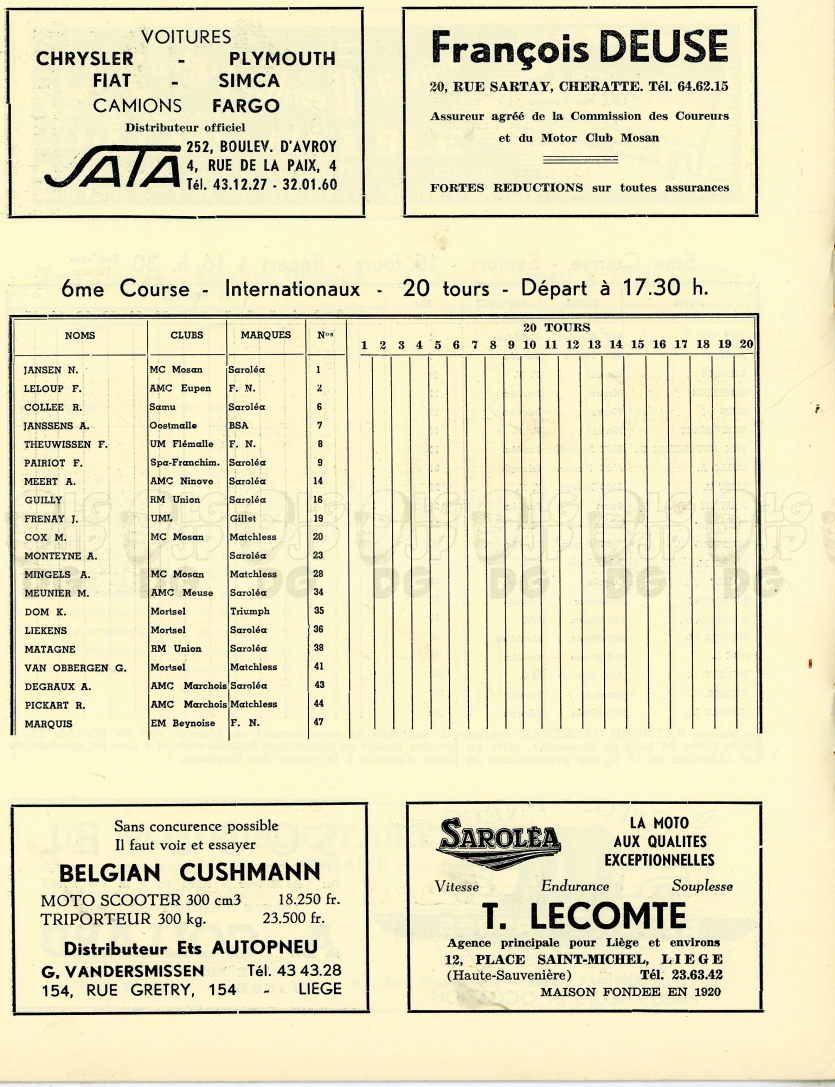 VOITURES
CHRYSLER - PLYMOUTH
FIAT - SIMCA
CAMIONS FARGO
Distributeur officiel
SATA
252, BOULEV. D'AVROY
4, RUE DE LA PAIX, 4
Tél. 43.12.27 - 32.01.60
François DEUSE
20, RUE SARTAY, CHERATTE. Tél. 64.62.15
Assureur agréé de la Commission des Coureurs
et du Motor Club Mosan
FORTES REDUCTIONS sur toutes assurances
6me Course - Internationaux - 20 tours - Départ à 17.30 h.
NOMS CLUBS MARQUES Nos 20 TOURS
1 2 3 4 5 6 7 8 9 10 11 12 13 14 15 16 17 18 19 20
JANSEN N. MC Mosan Saroléa 1
LELOUP F. AMC Eupen F. N. 2
COLLEE R. Samu Saroléa 6
JANSSENS A. Oostmalle BSA 7
THEUWISSEN F. UM Flémalle F. N. 8
PAIRIOT F. Spa-Franchim. Saroléa 9
MEERT A. AMC Ninove Saroléa 14
GUILLY RM Union Saroléa 16
FRENAY J. UML Gillet 19
COX M. MC Mosan Matchless 20
MONTEYNE A. Saroléa 23
MINGELS A. MC Mosan Matchless 28
MEUNIER M. AMC Meuse Saroléa 34
DOM K. Mortsel Triumph 35
LIEKENS Mortsel Saroléa 36
MATAGNE RM Union Saroléa 38
VAN OBBERGEN G. Mortsel Matchless 41
DEGRAUX A. AMC Marchois Saroléa 43
PICKART R. AMC Marchois Matchless 44
MARQUIS EM Beynoise F. N. 47
Sans concurence possible
Il faut voir et essayer
BELGIAN CUSHMANN
MOTO SCOOTER 300 cm3 18.250 fr.
TRIPORTEUR 300 kg. 23.500 fr.
Distributeur Ets AUTOPNEU
G. VANDERSMISSEN Tél. 43 43.28
154, RUE GRETRY, 154 - LIEGE
SAROLÉA
LA MOTO
AUX QUALITES
EXCEPTIONNELLES
Vitesse Endurance Souplesse
T. LECOMTE
Agence principale pour Liège et environs
12, PLACE SAINT-MICHEL, LIEGE
(Haute-Sauvenière) Tél. 23.63.42
MAISON FONDEE EN 1920